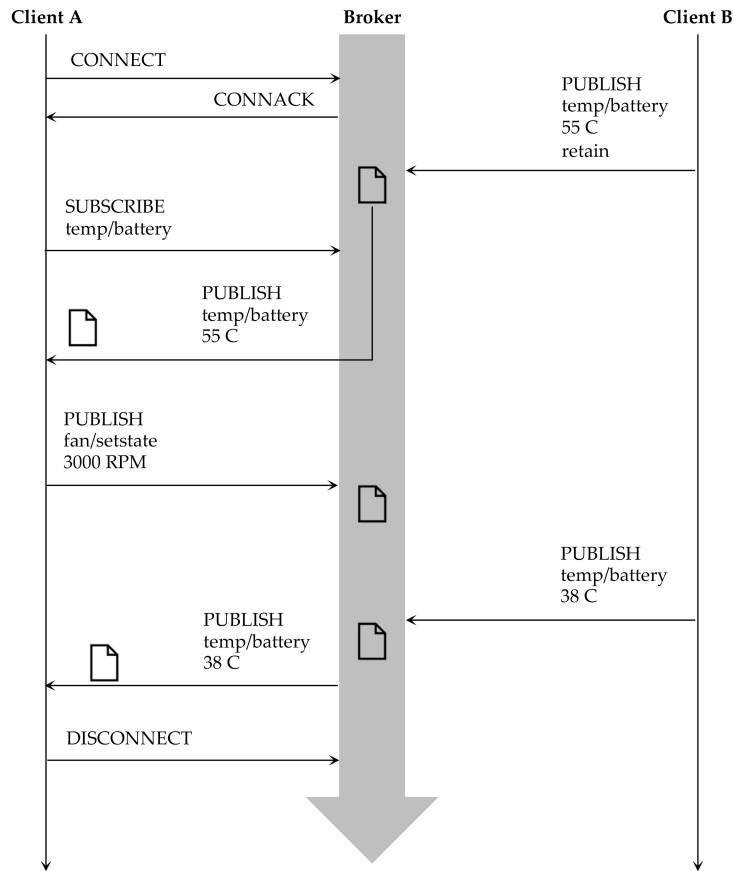 Client A
Broker
Client B
CONNECT
CONNACK
PUBLISH
temp/battery
55 C
retain
SUBSCRIBE
temp/battery
PUBLISH
temp/battery
55 C
PUBLISH
fan/setstate
3000 RPM
PUBLISH
temp/battery
38 C
PUBLISH
temp/battery
38 C
DISCONNECT